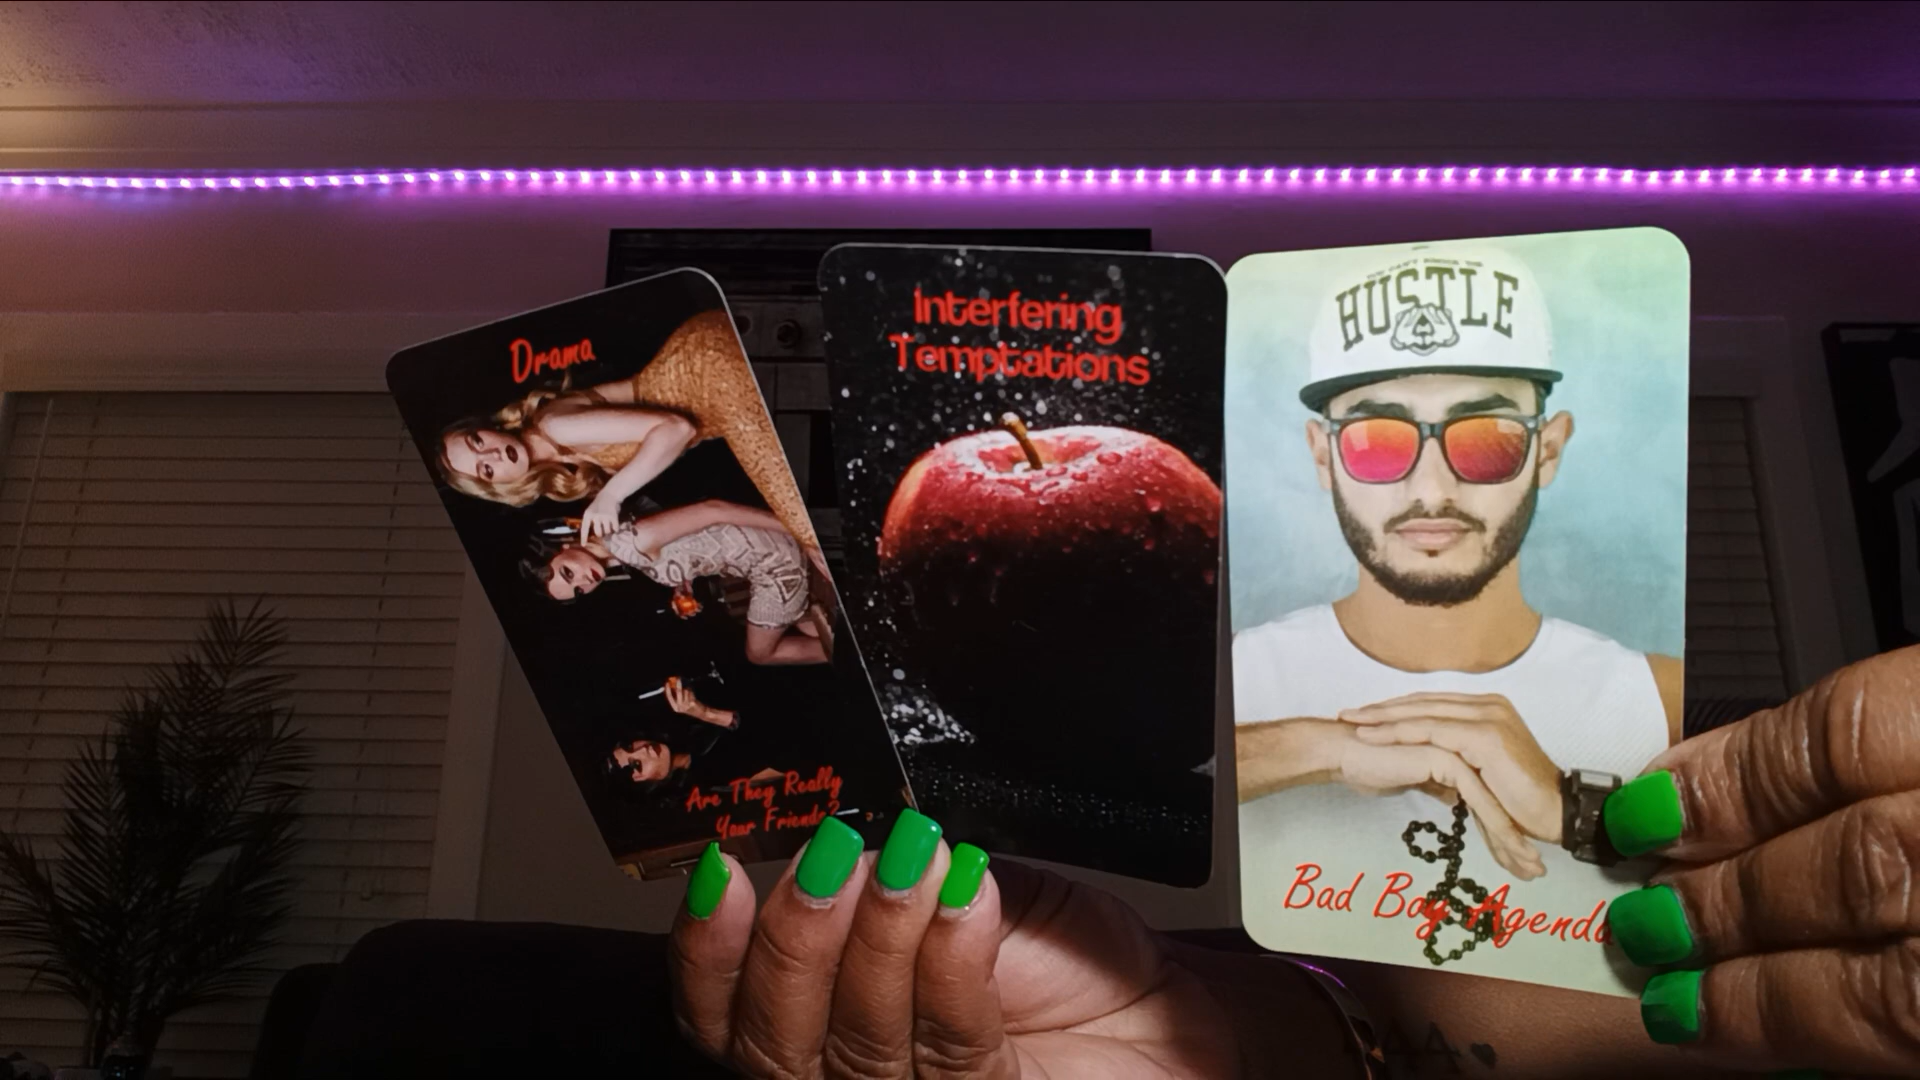 Drama
Are They Really
Your Friends?
Interfering
Temptations
HUSTLE
Bad Boy Agenda